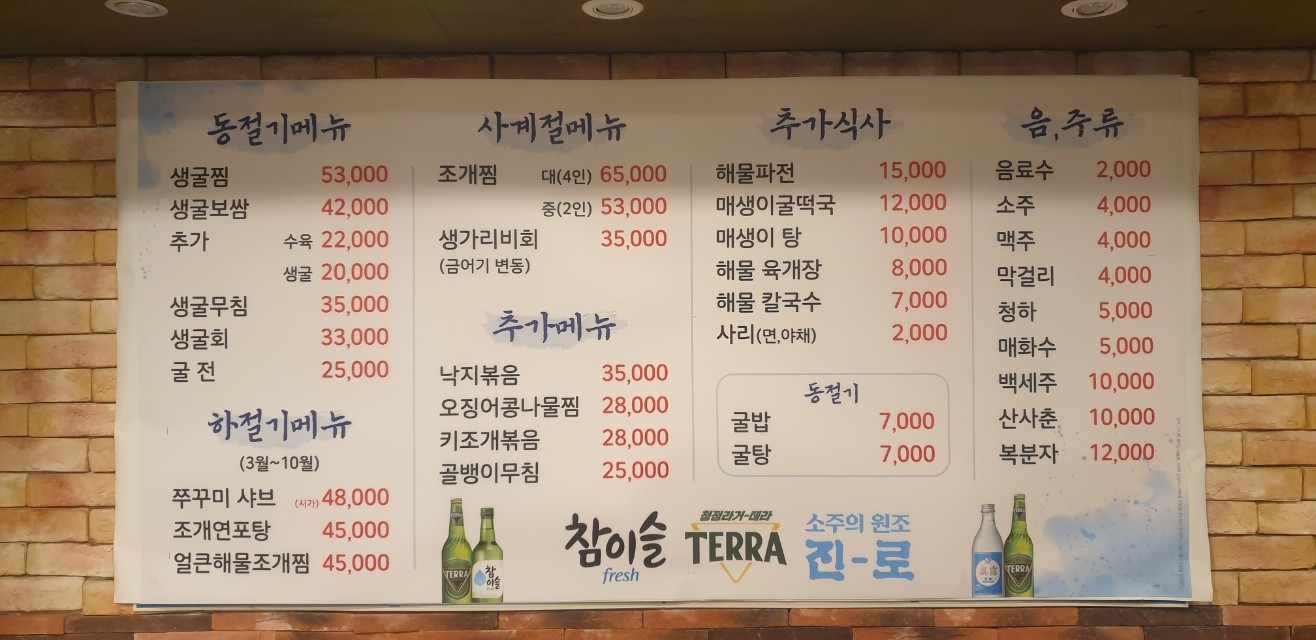 동절기메뉴
생굴찜 53,000
생굴보쌈 42,000
추가 수육 22,000
생굴 20,000
생굴무침 35,000
생굴회 33,000
굴 전 25,000
하절기메뉴
(3월~10월)
쭈꾸미 샤브 (시가) 48,000
조개연포탕 45,000
얼큰해물조개찜 45,000
사계절메뉴
조개찜 대(4인) 65,000
중(2인) 53,000
생가리비회 35,000
(금어기 변동)
추가메뉴
낙지볶음 35,000
오징어콩나물찜 28,000
키조개볶음 28,000
골뱅이무침 25,000
추가식사
해물파전 15,000
매생이굴떡국 12,000
매생이 탕 10,000
해물 육개장 8,000
해물 칼국수 7,000
사리(면,야채) 2,000
동절기
굴밥 7,000
굴탕 7,000
음,주류
음료수 2,000
소주 4,000
맥주 4,000
막걸리 4,000
청하 5,000
매화수 5,000
백세주 10,000
산사춘 10,000
복분자 12,000
TERRA
참이슬
참이슬
fresh
청정라거-테라
TERRA
소주의 원조
진-로
TERRA